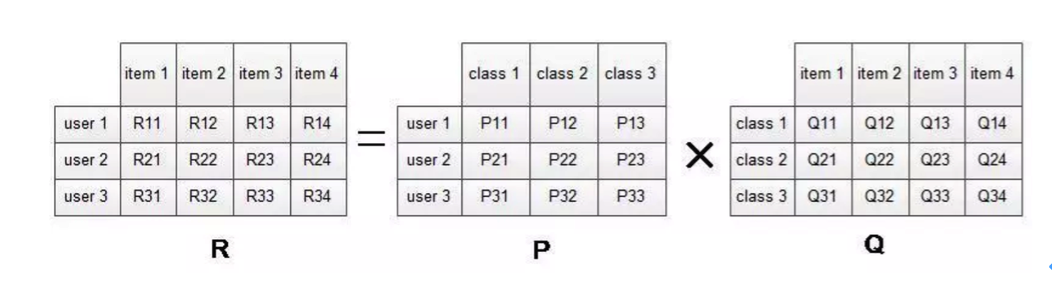 item 1 item 2 item 3 item 4 class 1 class 2 class 3 item 1 item 2 item 3 item 4
user 1 R11 R12 R13 R14 user 1 P11 P12 P13 class 1 Q11 Q12 Q13 Q14
= ×
user 2 R21 R22 R23 R24 user 2 P21 P22 P23 class 2 Q21 Q22 Q23 Q24
user 3 R31 R32 R33 R34 user 3 P31 P32 P33 class 3 Q31 Q32 Q33 Q34
R P Q